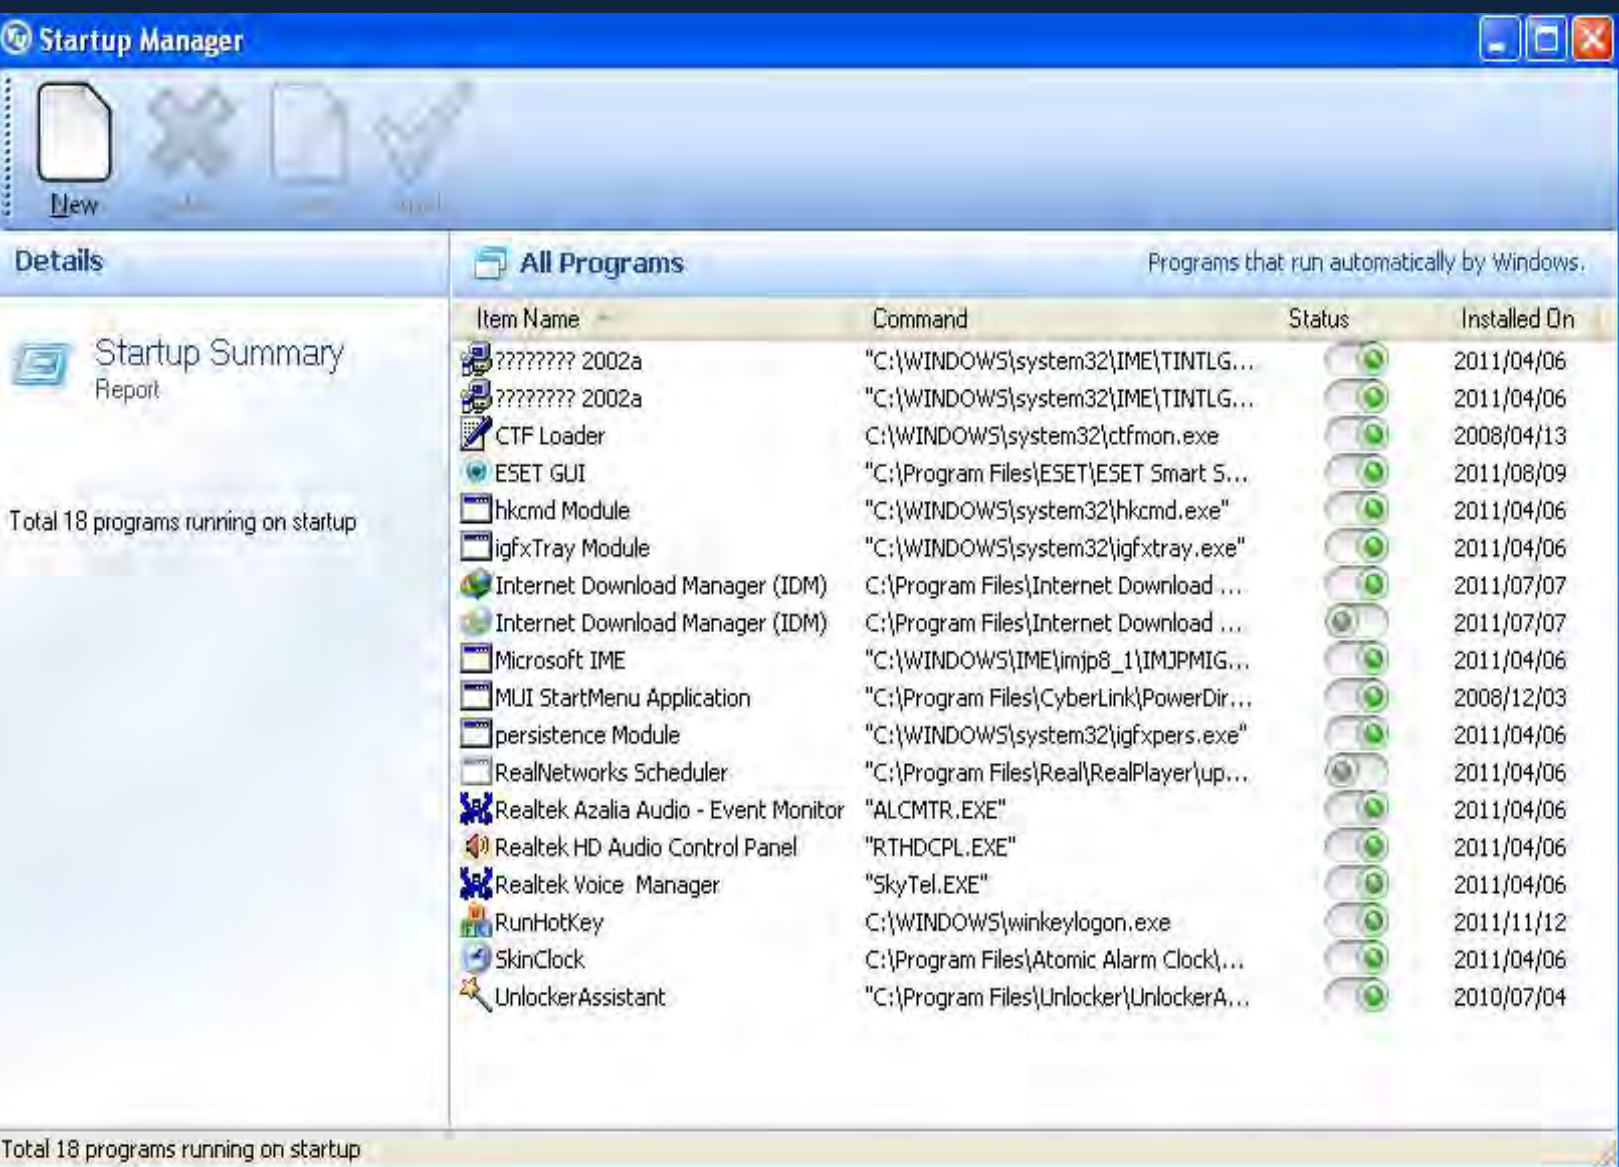 Startup Manager
New
Details
All Programs
Programs that run automatically by Windows.
Item Name Command Status Installed On
Startup Summary
Report
Total 18 programs running on startup
???????? 2002a "C:\WINDOWS\system32\IME\TINTLG... 2011/04/06
???????? 2002a "C:\WINDOWS\system32\IME\TINTLG... 2011/04/06
CTF Loader C:\WINDOWS\system32\ctfmon.exe 2008/04/13
ESET GUI "C:\Program Files\ESET\ESET Smart S... 2011/08/09
hkcmd Module "C:\WINDOWS\system32\hkcmd.exe" 2011/04/06
igfxTray Module "C:\WINDOWS\system32\igfxtray.exe" 2011/04/06
Internet Download Manager (IDM) C:\Program Files\Internet Download ... 2011/07/07
Internet Download Manager (IDM) C:\Program Files\Internet Download ... 2011/07/07
Microsoft IME "C:\WINDOWS\IME\imjp8_1\IMJPMIG... 2011/04/06
MUI StartMenu Application "C:\Program Files\CyberLink\PowerDir... 2008/12/03
persistence Module "C:\WINDOWS\system32\igfxpers.exe" 2011/04/06
RealNetworks Scheduler "C:\Program Files\Real\RealPlayer\up... 2011/04/06
Realtek Azalia Audio - Event Monitor "ALCMTR.EXE" 2011/04/06
Realtek HD Audio Control Panel "RTHDCPL.EXE" 2011/04/06
Realtek Voice Manager "SkyTel.EXE" 2011/04/06
RunHotKey C:\WINDOWS\winkeylogon.exe 2011/11/12
SkinClock C:\Program Files\Atomic Alarm Clock\... 2011/04/06
UnlockerAssistant "C:\Program Files\Unlocker\UnlockerA... 2010/07/04
Total 18 programs running on startup